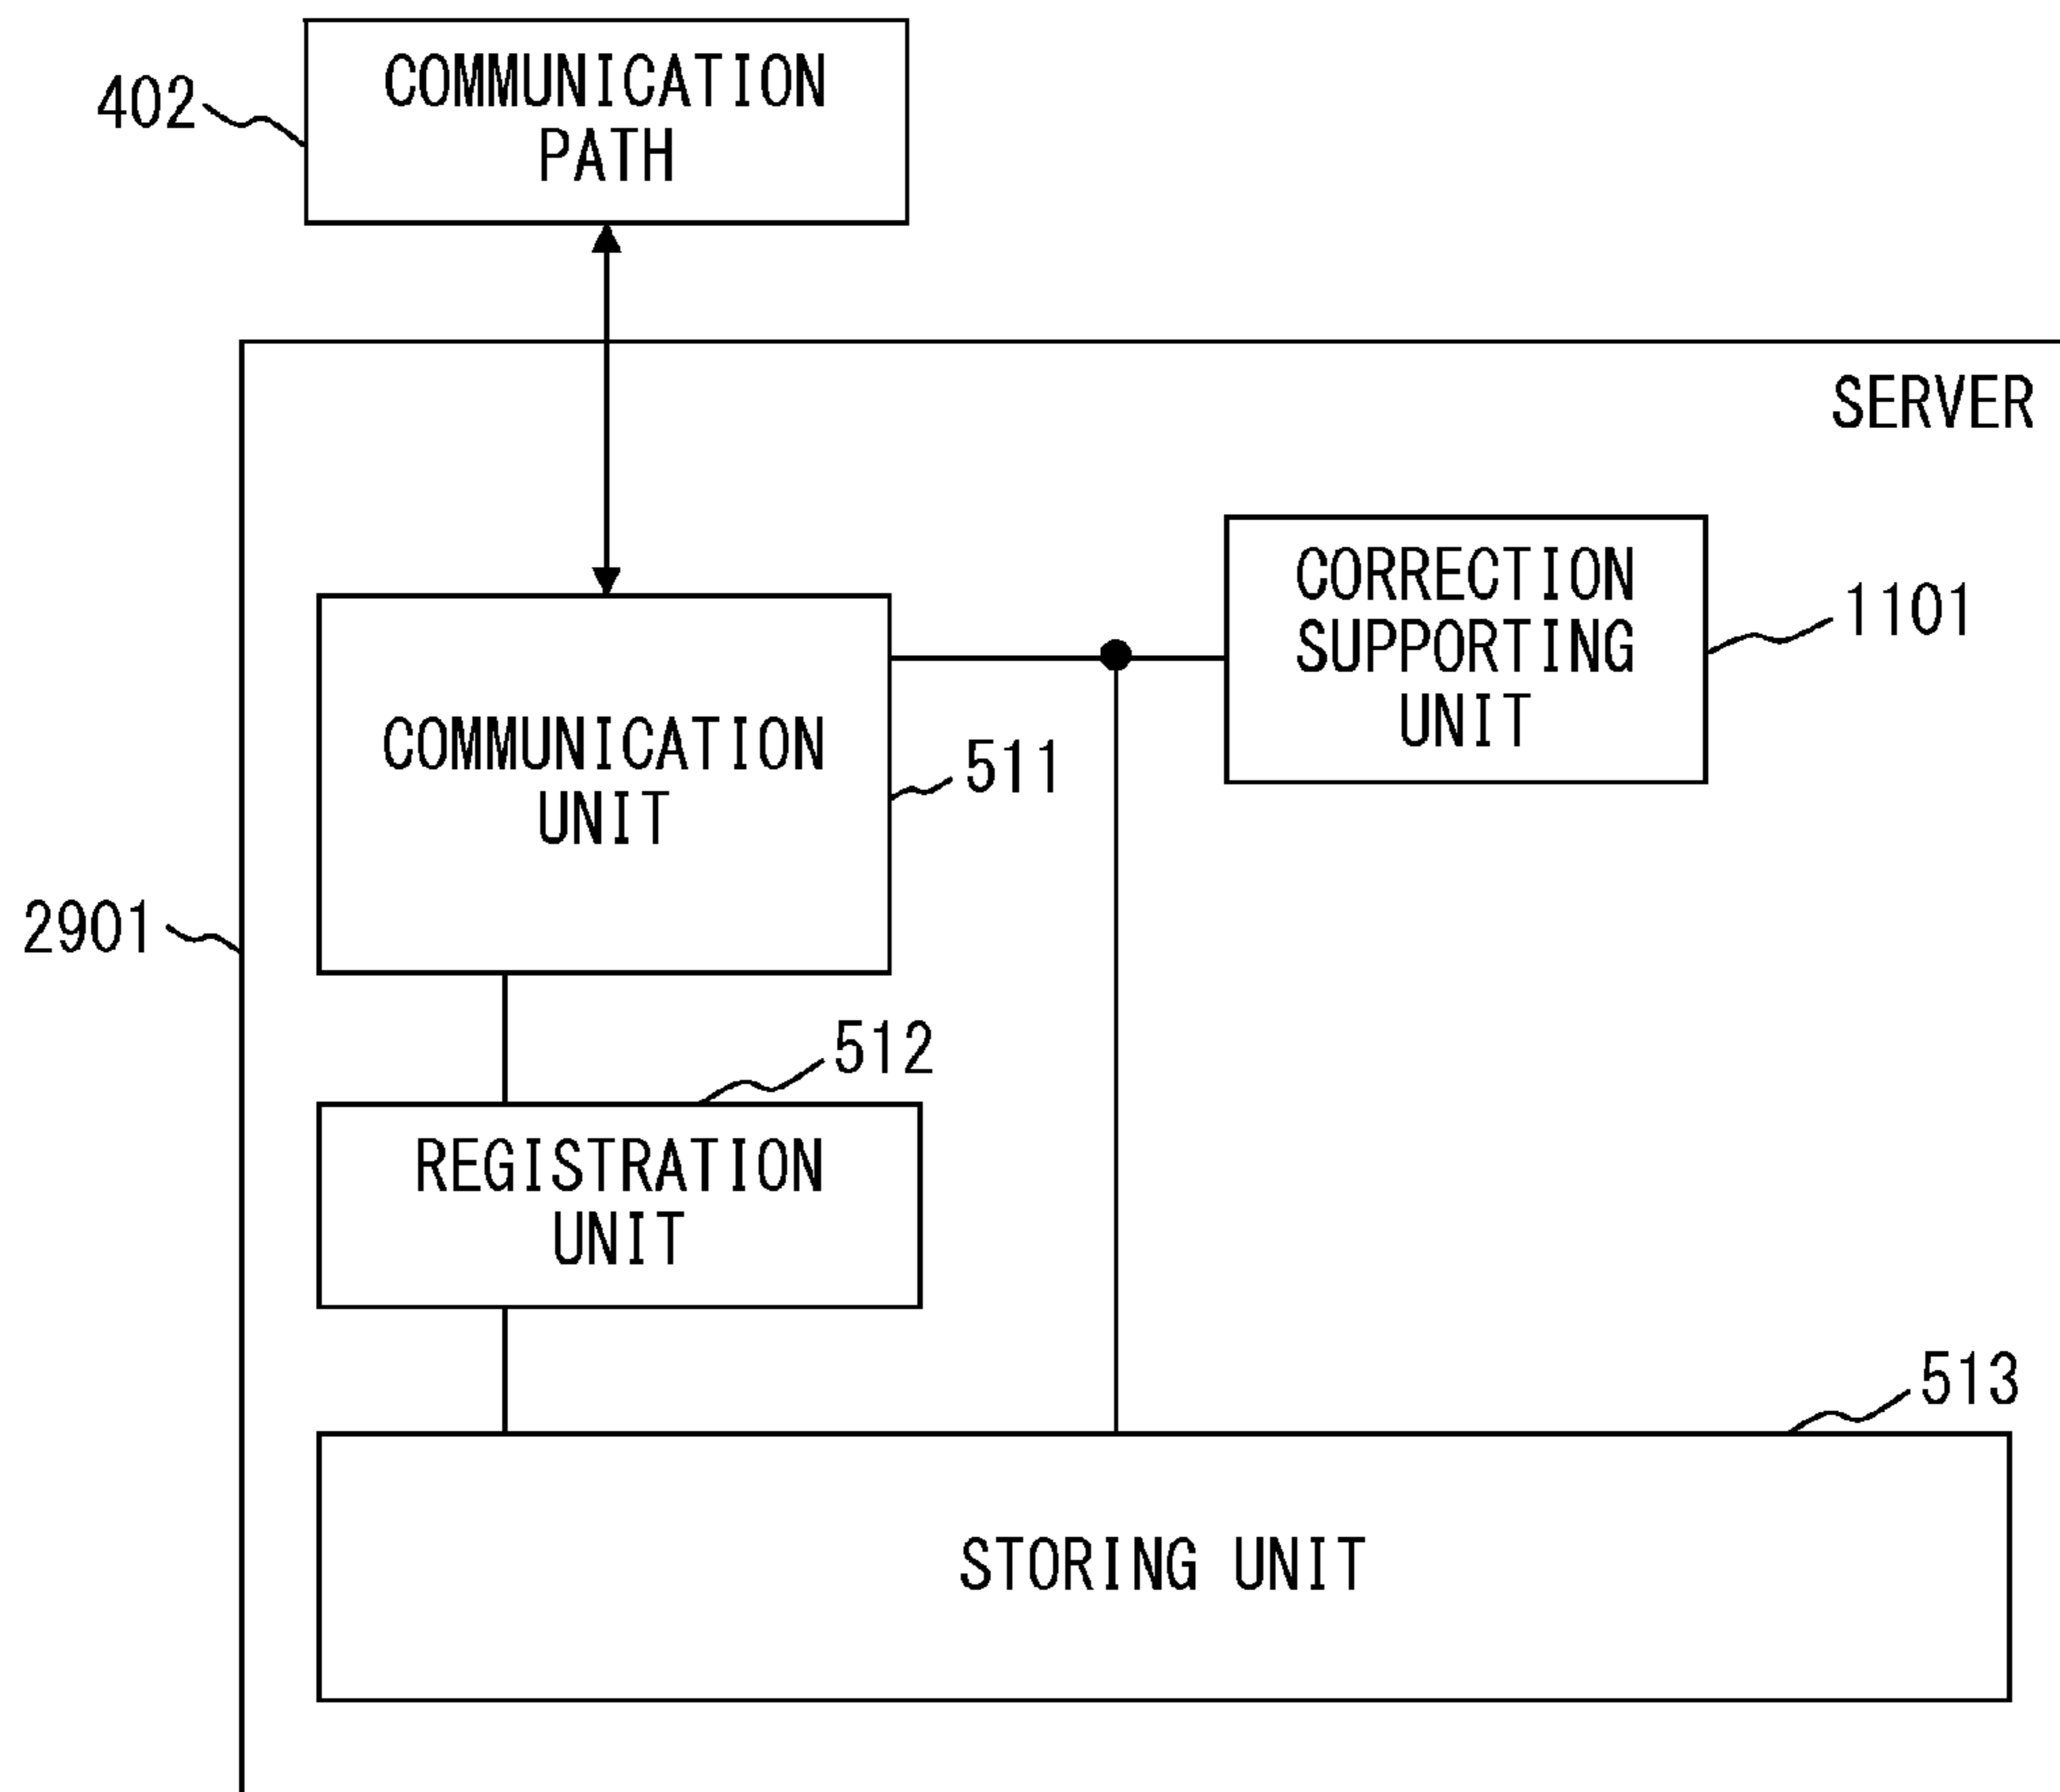 COMMUNICATION
PATH
402
SERVER
CORRECTION
SUPPORTING
UNIT
1101
COMMUNICATION
UNIT
511
2901
512
REGISTRATION
UNIT
513
STORING UNIT